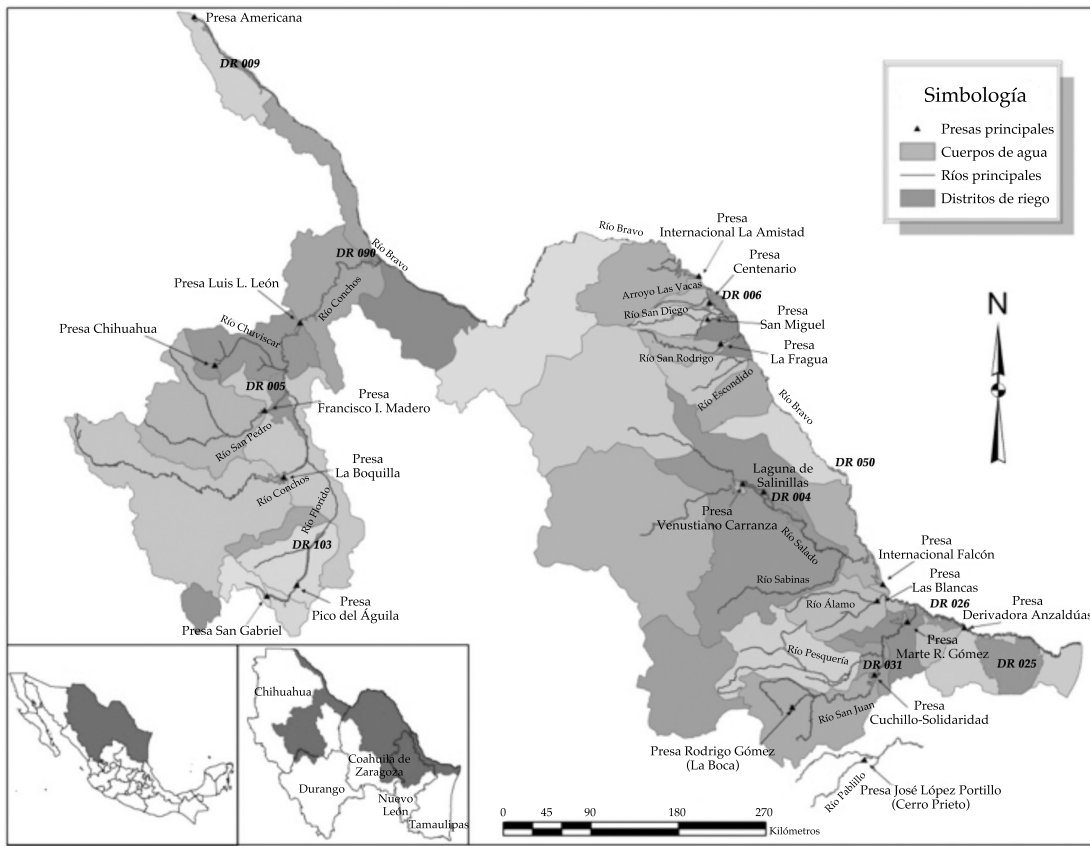 Presa Americana
DR 009
Simbología
Presas principales
Cuerpos de agua
Ríos principales
Distritos de riego
Río Bravo
DR 090
Río Bravo
Presa
Internacional La Amistad
Presa
Centenario
Presa Luis L. León
Río Conchos
Arroyo Las Vacas
DR 006
Río San Diego
Presa
San Miguel
N
Presa Chihuahua
Río Chuviscar
Río San Rodrigo
Presa
La Fragua
DR 005
Río Escondido
Presa
Francisco I. Madero
Río Bravo
Río San Pedro
Presa
La Boquilla
DR 050
Río Conchos
Laguna de
Salinillas
DR 004
Río Florido
Presa
Venustiano Carranza
DR 103
Río Salado
Presa
Internacional Falcón
Río Sabinas
Presa
Las Blancas
Presa
Pico del Águila
Río Álamo
DR 026
Presa
Derivadora Anzaldúas
Presa San Gabriel
Presa
Marte R. Gómez
Río Pesquería
DR 031
DR 025
Presa
Cuchillo-Solidaridad
Río San Juan
Presa Rodrigo Gómez
(La Boca)
Río Pablillo
Presa José López Portillo
(Cerro Prieto)
Chihuahua
Coahuila de
Zaragoza
Durango
Nuevo
León
Tamaulipas
0 45 90 180 270
Kilómetros